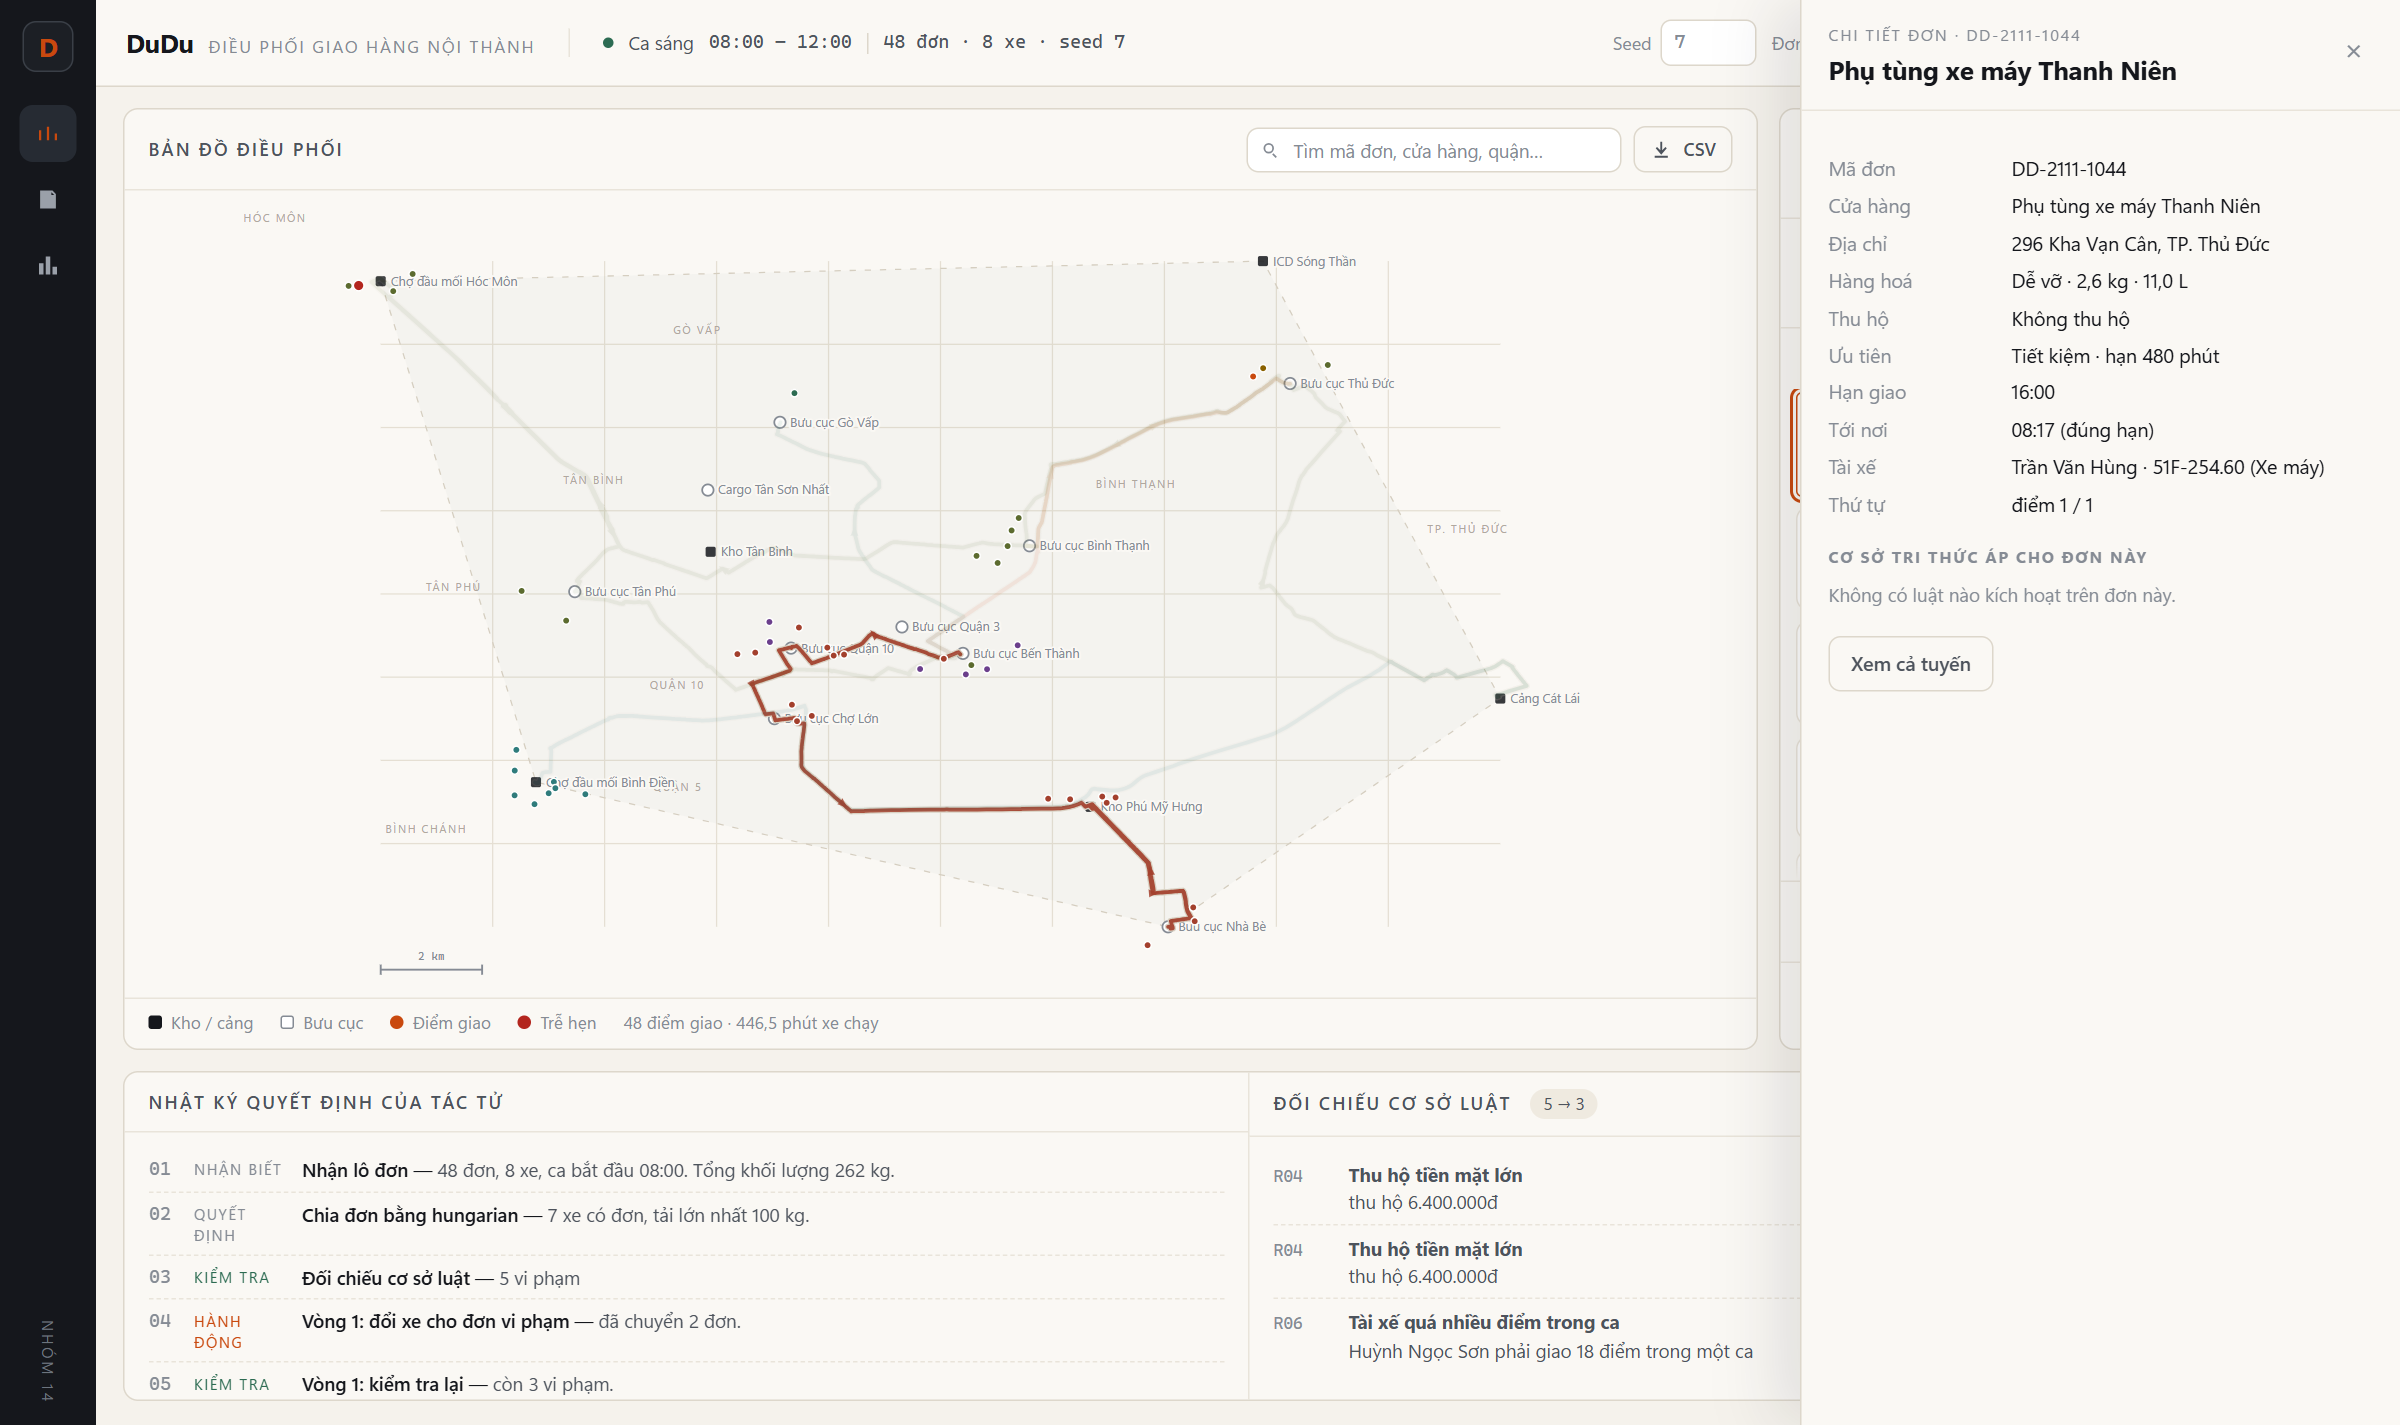 D
DuDu ĐIỀU PHỐI GIAO HÀNG NỘI THÀNH
Ca sáng 08:00 – 12:00 48 đơn · 8 xe · seed 7
Seed 7
BẢN ĐỒ ĐIỀU PHỐI
Tìm mã đơn, cửa hàng, quận...
CSV
HÓC MÔN
Chợ đầu mối Hóc Môn
ICD Sóng Thần
GÒ VẤP
Bưu cục Thủ Đức
Bưu cục Gò Vấp
TÂN BÌNH
Cargo Tân Sơn Nhất
BÌNH THẠNH
TP. THỦ ĐỨC
Kho Tân Bình
Bưu cục Bình Thạnh
TÂN PHÚ
Bưu cục Tân Phú
Bưu cục Quận 3
Bưu cục Quận 10
Bưu cục Bến Thành
QUẬN 10
Cảng Cát Lái
Bưu cục Chợ Lớn
Chợ đầu mối Bình Điền
QUẬN 5
Kho Phú Mỹ Hưng
BÌNH CHÁNH
Bưu cục Nhà Bè
2 km
Kho / cảng Bưu cục Điểm giao Trễ hẹn 48 điểm giao · 446,5 phút xe chạy
NHẬT KÝ QUYẾT ĐỊNH CỦA TÁC TỬ
01 NHẬN BIẾT Nhận lô đơn — 48 đơn, 8 xe, ca bắt đầu 08:00. Tổng khối lượng 262 kg.
02 QUYẾT ĐỊNH Chia đơn bằng hungarian — 7 xe có đơn, tải lớn nhất 100 kg.
03 KIỂM TRA Đối chiếu cơ sở luật — 5 vi phạm
04 HÀNH ĐỘNG Vòng 1: đổi xe cho đơn vi phạm — đã chuyển 2 đơn.
05 KIỂM TRA Vòng 1: kiểm tra lại — còn 3 vi phạm.
ĐỐI CHIẾU CƠ SỞ LUẬT 5 → 3
R04 Thu hộ tiền mặt lớn
thu hộ 6.400.000đ
R04 Thu hộ tiền mặt lớn
thu hộ 6.400.000đ
R06 Tài xế quá nhiều điểm trong ca
Huỳnh Ngọc Sơn phải giao 18 điểm trong một ca
NHÓM 14
CHI TIẾT ĐƠN · DD-2111-1044
Phụ tùng xe máy Thanh Niên
Mã đơn DD-2111-1044
Cửa hàng Phụ tùng xe máy Thanh Niên
Địa chỉ 296 Kha Vạn Cân, TP. Thủ Đức
Hàng hoá Dễ vỡ · 2,6 kg · 11,0 L
Thu hộ Không thu hộ
Ưu tiên Tiết kiệm · hạn 480 phút
Hạn giao 16:00
Tới nơi 08:17 (đúng hạn)
Tài xế Trần Văn Hùng · 51F-254.60 (Xe máy)
Thứ tự điểm 1 / 1
CƠ SỞ TRI THỨC ÁP CHO ĐƠN NÀY
Không có luật nào kích hoạt trên đơn này.
Xem cả tuyến